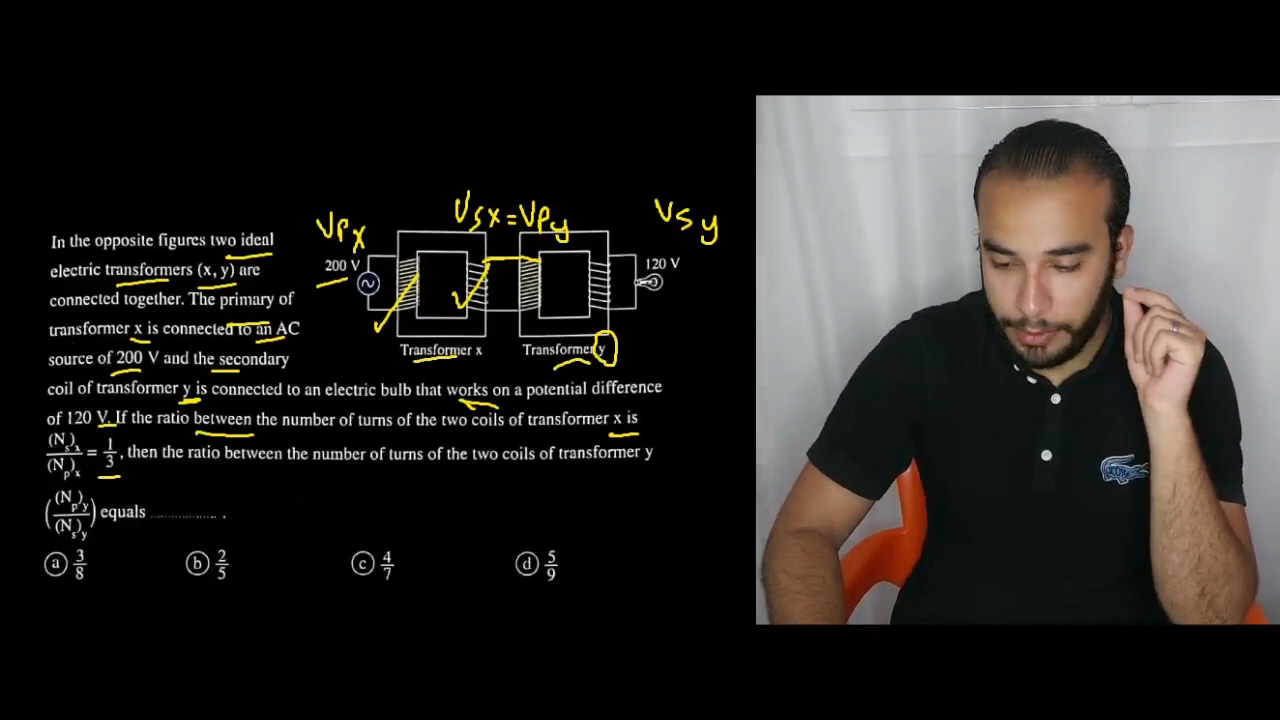 In the opposite figures two ideal
electric transformers (x, y) are
connected together. The primary of
transformer x is connected to an AC
source of 200 V and the secondary
coil of transformer y is connected to an electric bulb that works on a potential difference
of 120 V. If the ratio between the number of turns of the two coils of transformer x is
(Ns)x/(Np)x = 1/3, then the ratio between the number of turns of the two coils of transformer y
((Np)y/(Ns)y) equals ................ .
VPx
VSx = VPy
VSy
200 V
120 V
Transformer x
Transformer y
a 3/8
b 2/5
c 4/7
d 5/9